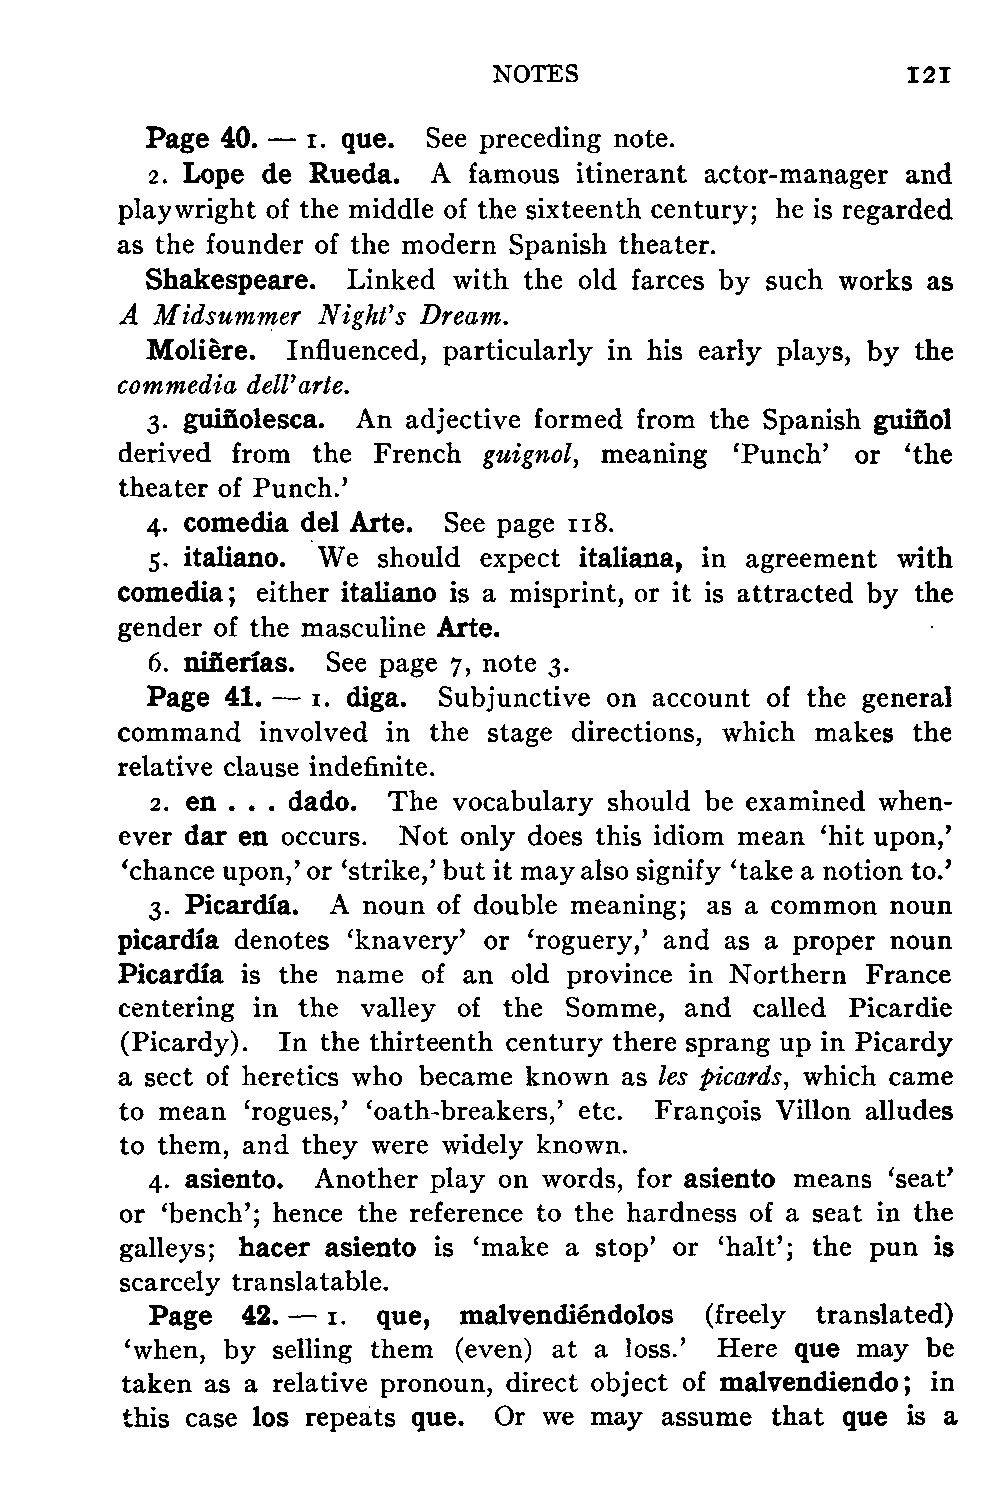 NOTES 121
Page 40. — 1. que. See preceding note.
2. Lope de Rueda. A famous itinerant actor-manager and
playwright of the middle of the sixteenth century; he is regarded
as the founder of the modern Spanish theater.
Shakespeare. Linked with the old farces by such works as
A Midsummer Night's Dream.
Molière. Influenced, particularly in his early plays, by the
commedia dell'arte.
3. guiñolesca. An adjective formed from the Spanish guiñol
derived from the French guignol, meaning ‘Punch’ or ‘the
theater of Punch.’
4. comedia del Arte. See page 118.
5. italiano. We should expect italiana, in agreement with
comedia; either italiano is a misprint, or it is attracted by the
gender of the masculine Arte.
6. niñerías. See page 7, note 3.
Page 41. — 1. diga. Subjunctive on account of the general
command involved in the stage directions, which makes the
relative clause indefinite.
2. en . . . dado. The vocabulary should be examined when-
ever dar en occurs. Not only does this idiom mean ‘hit upon,’
‘chance upon,’ or ‘strike,’ but it may also signify ‘take a notion to.’
3. Picardía. A noun of double meaning; as a common noun
picardía denotes ‘knavery’ or ‘roguery,’ and as a proper noun
Picardía is the name of an old province in Northern France
centering in the valley of the Somme, and called Picardie
(Picardy). In the thirteenth century there sprang up in Picardy
a sect of heretics who became known as les picards, which came
to mean ‘rogues,’ ‘oath-breakers,’ etc. François Villon alludes
to them, and they were widely known.
4. asiento. Another play on words, for asiento means ‘seat’
or ‘bench’; hence the reference to the hardness of a seat in the
galleys; hacer asiento is ‘make a stop’ or ‘halt’; the pun is
scarcely translatable.
Page 42. — 1. que, malvendiéndolos (freely translated)
‘when, by selling them (even) at a loss.’ Here que may be
taken as a relative pronoun, direct object of malvendiendo; in
this case los repeats que. Or we may assume that que is a